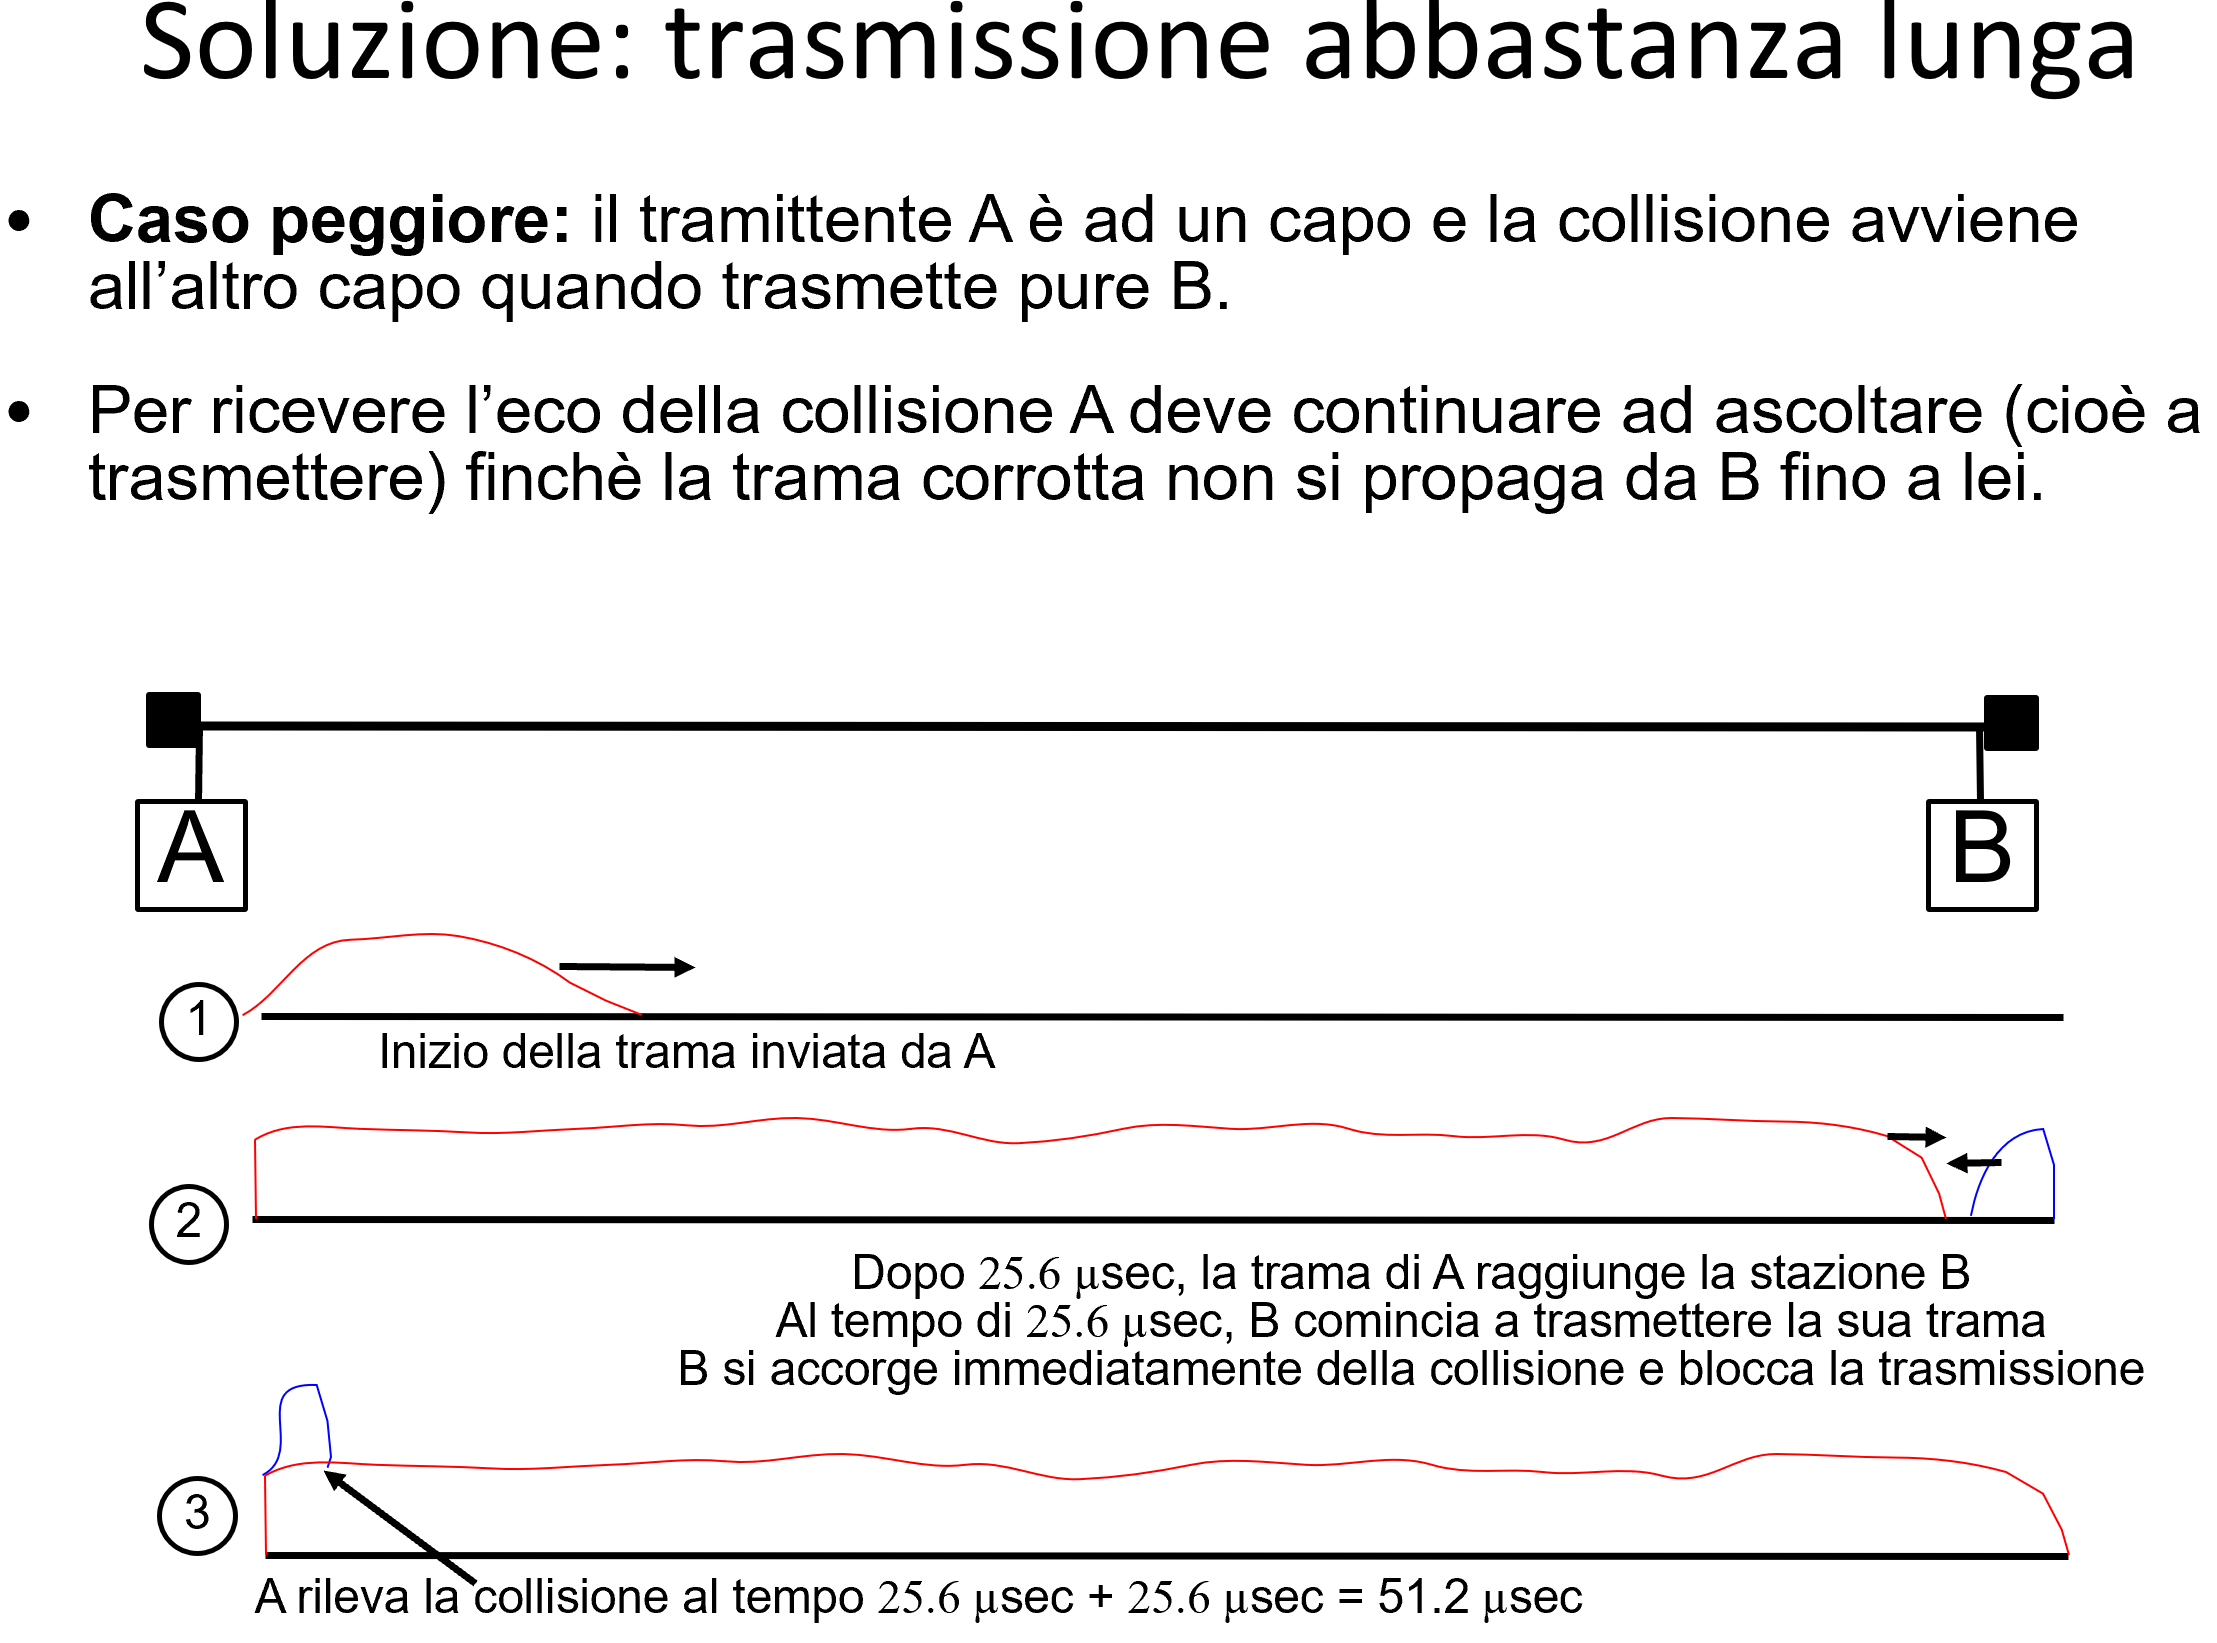 Soluzione: trasmissione abbastanza lunga
• Caso peggiore: il tramittente A è ad un capo e la collisione avviene
all’altro capo quando trasmette pure B.
• Per ricevere l’eco della collisione A deve continuare ad ascoltare (cioè a
trasmettere) finchè la trama corrotta non si propaga da B fino a lei.
A
B
1
Inizio della trama inviata da A
2
Dopo 25.6 µsec, la trama di A raggiunge la stazione B
Al tempo di 25.6 µsec, B comincia a trasmettere la sua trama
B si accorge immediatamente della collisione e blocca la trasmissione
3
A rileva la collisione al tempo 25.6 µsec + 25.6 µsec = 51.2 µsec